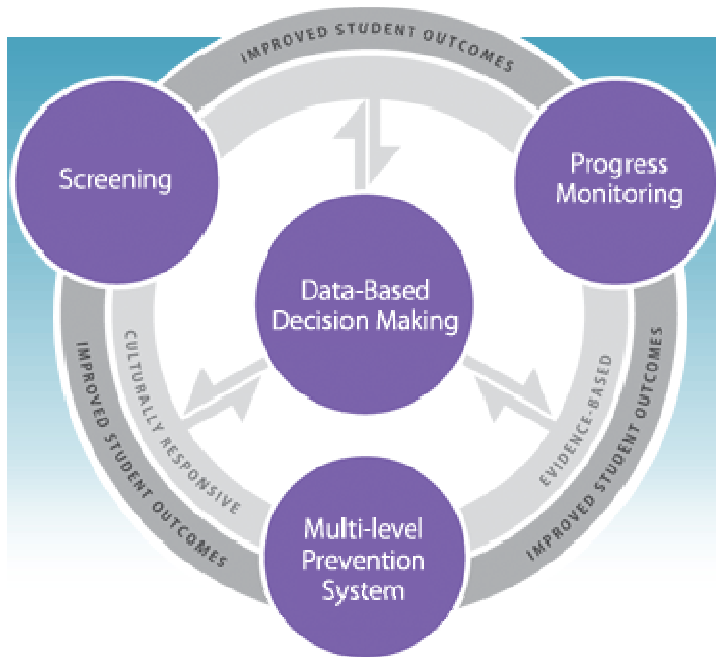 IMPROVED STUDENT OUTCOMES
Screening
Progress
Monitoring
Data-Based
Decision Making
CULTURALLY RESPONSIVE
EVIDENCE-BASED
IMPROVED STUDENT OUTCOMES
IMPROVED STUDENT OUTCOMES
Multi-level
Prevention
System